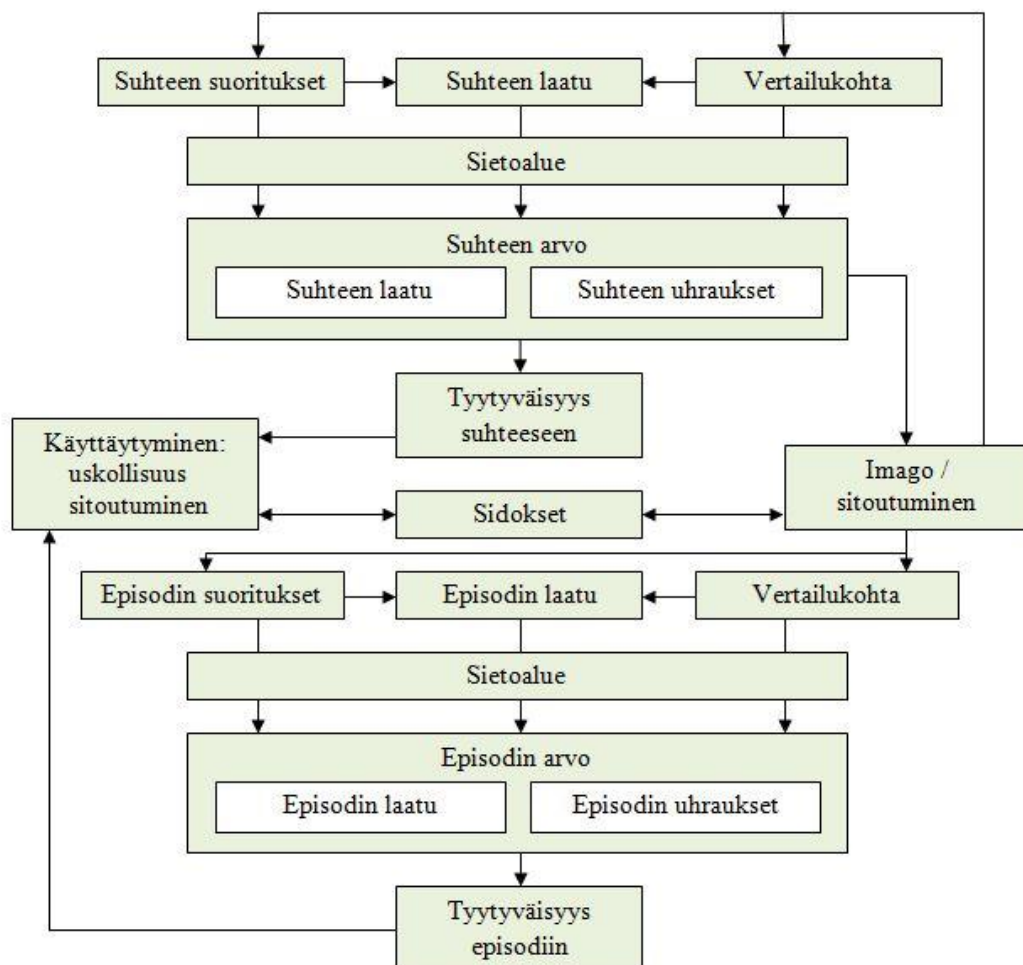 Suhteen suoritukset
Suhteen laatu
Vertailukohta
Sietoalue
Suhteen arvo
Suhteen laatu
Suhteen uhraukset
Tyytyväisyys
suhteeseen
Käyttäytyminen:
uskollisuus
sitoutuminen
Imago /
sitoutuminen
Sidokset
Episodin suoritukset
Episodin laatu
Vertailukohta
Sietoalue
Episodin arvo
Episodin laatu
Episodin uhraukset
Tyytyväisyys
episodiin